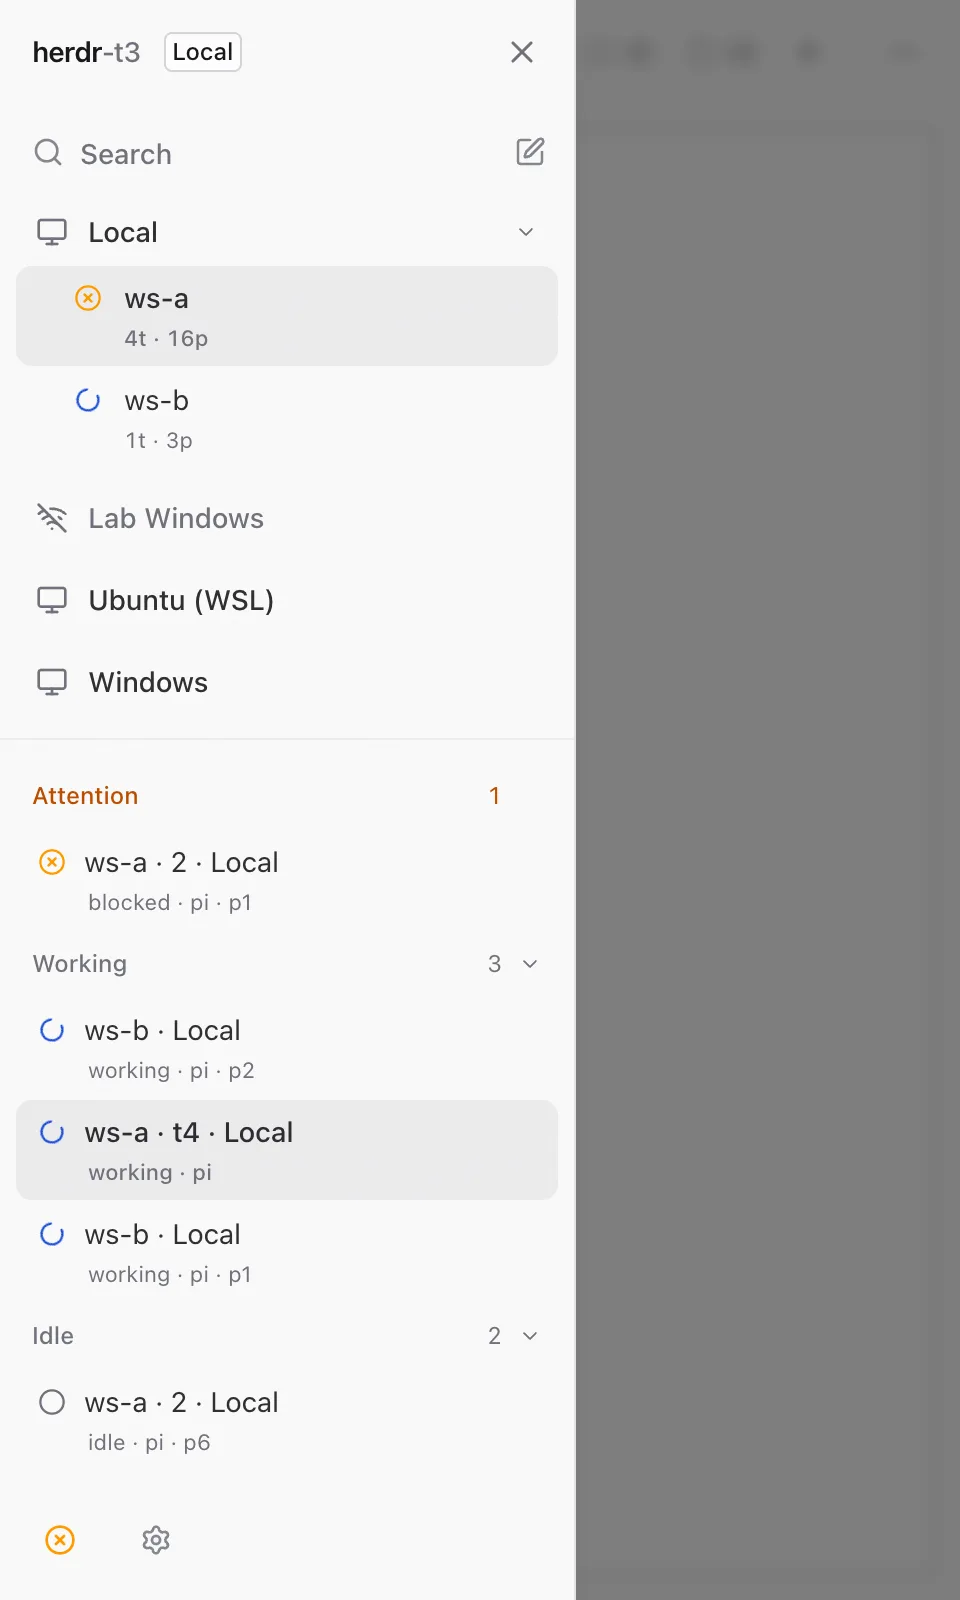 herdr-t3 Local
Search
Local
ws-a
4t · 16p
ws-b
1t · 3p
Lab Windows
Ubuntu (WSL)
Windows
Attention 1
ws-a · 2 · Local
blocked · pi · p1
Working 3
ws-b · Local
working · pi · p2
ws-a · t4 · Local
working · pi
ws-b · Local
working · pi · p1
Idle 2
ws-a · 2 · Local
idle · pi · p6